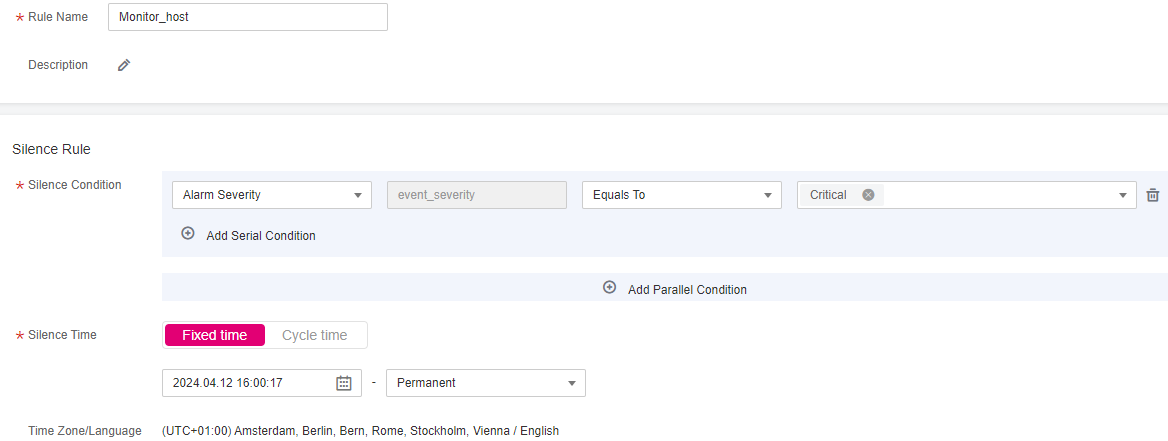 * Rule Name Monitor_host
Description
Silence Rule
* Silence Condition Alarm Severity event_severity Equals To Critical
Add Serial Condition
Add Parallel Condition
* Silence Time Fixed time Cycle time
2024.04.12 16:00:17 - Permanent
Time Zone/Language (UTC+01:00) Amsterdam, Berlin, Bern, Rome, Stockholm, Vienna / English